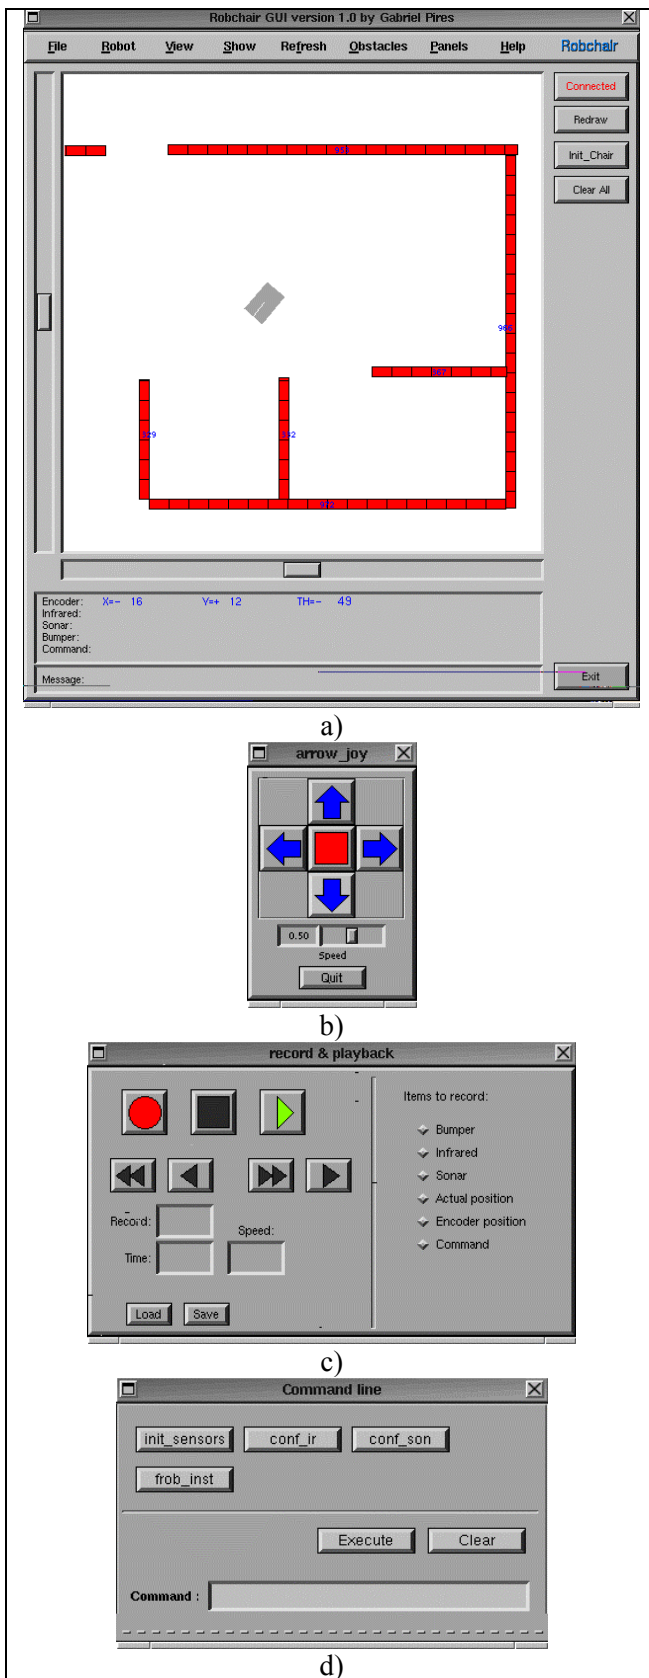 Robchair GUI version 1.0 by Gabriel Pires
File Robot View Show Refresh Obstacles Panels Help Robchair
Connected
Redraw
Init_Chair
Clear All
966
567
972
Encoder: X=- 16 Y=+ 12 TH=- 49
Infrared:
Sonar:
Bumper:
Command:
Message:
Exit
a)
arrow_joy
0.50
Speed
Quit
b)
record & playback
Items to record:
Bumper
Infrared
Sonar
Actual position
Encoder position
Command
Record:
Speed:
Time:
Load Save
c)
Command line
init_sensors conf_ir conf_son
frob_inst
Execute Clear
Command :
d)